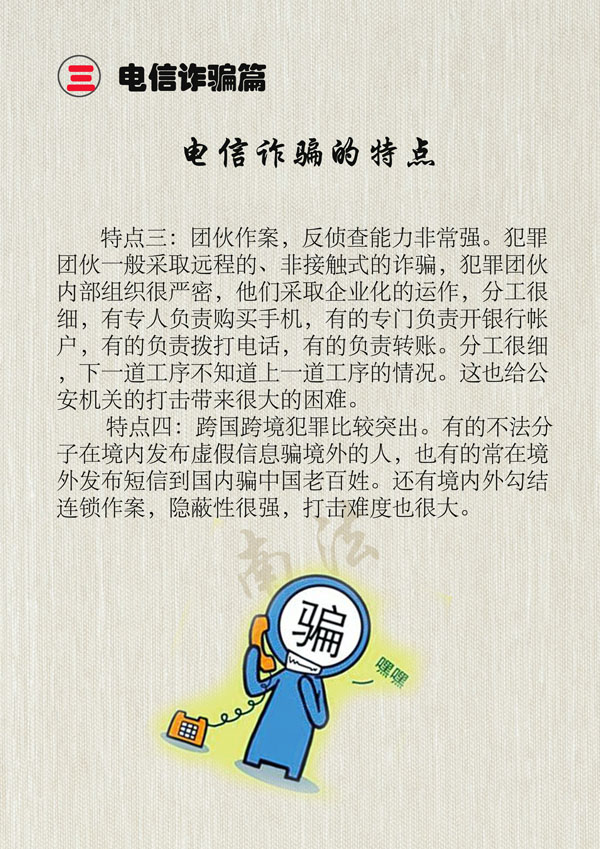 三 电信诈骗篇
电信诈骗的特点
特点三：团伙作案，反侦查能力非常强。犯罪
团伙一般采取远程的、非接触式的诈骗，犯罪团伙
内部组织很严密，他们采取企业化的运作，分工很
细，有专人负责购买手机，有的专门负责开银行帐
户，有的负责拨打电话，有的负责转账。分工很细
，下一道工序不知道上一道工序的情况。这也给公
安机关的打击带来很大的困难。
特点四：跨国跨境犯罪比较突出。有的不法分
子在境内发布虚假信息骗境外的人，也有的常在境
外发布短信到国内骗中国老百姓。还有境内外勾结
连锁作案，隐蔽性很强，打击难度也很大。
南法
骗
嘿嘿